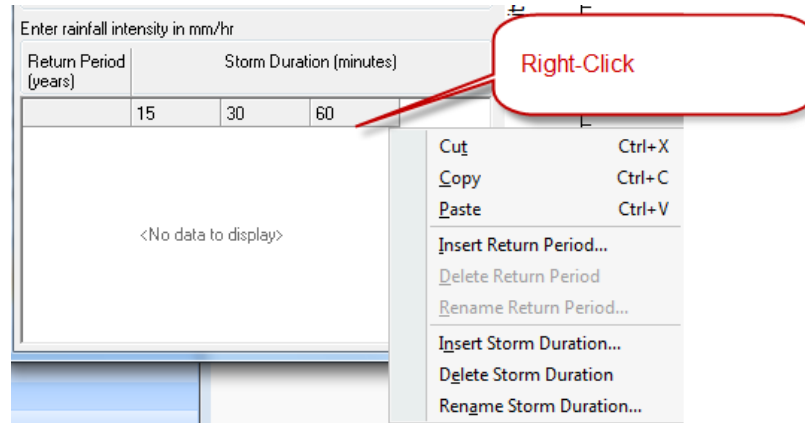 Enter rainfall intensity in mm/hr
Return Period
(years)
Storm Duration (minutes)
15 30 60
<No data to display>
Right-Click
Cut Ctrl+X
Copy Ctrl+C
Paste Ctrl+V
Insert Return Period...
Delete Return Period
Rename Return Period...
Insert Storm Duration...
Delete Storm Duration
Rename Storm Duration...